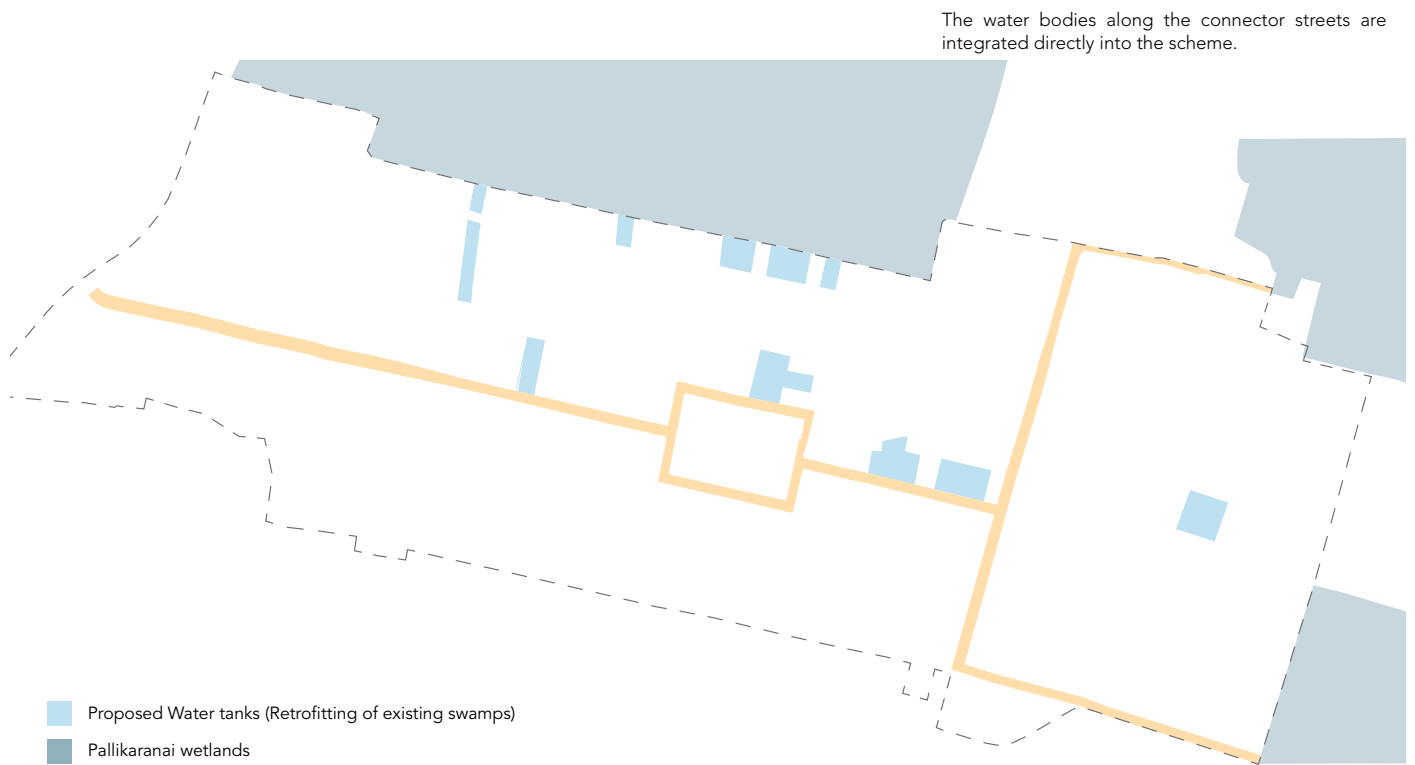 The water bodies along the connector streets are
integrated directly into the scheme.
Proposed Water tanks (Retrofitting of existing swamps)
Pallikaranai wetlands